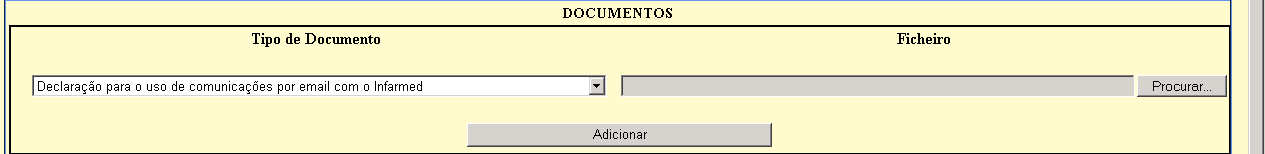 DOCUMENTOS
Tipo de Documento Ficheiro
Declaração para o uso de comunicações por email com o Infarmed Procurar...
Adicionar